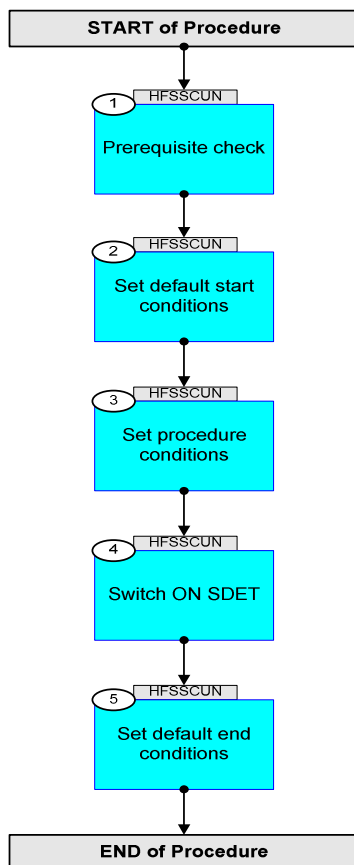 START of Procedure
HFSSCUN
1
Prerequisite check
HFSSCUN
2
Set default start
conditions
HFSSCUN
3
Set procedure
conditions
HFSSCUN
4
Switch ON SDET
HFSSCUN
5
Set default end
conditions
END of Procedure